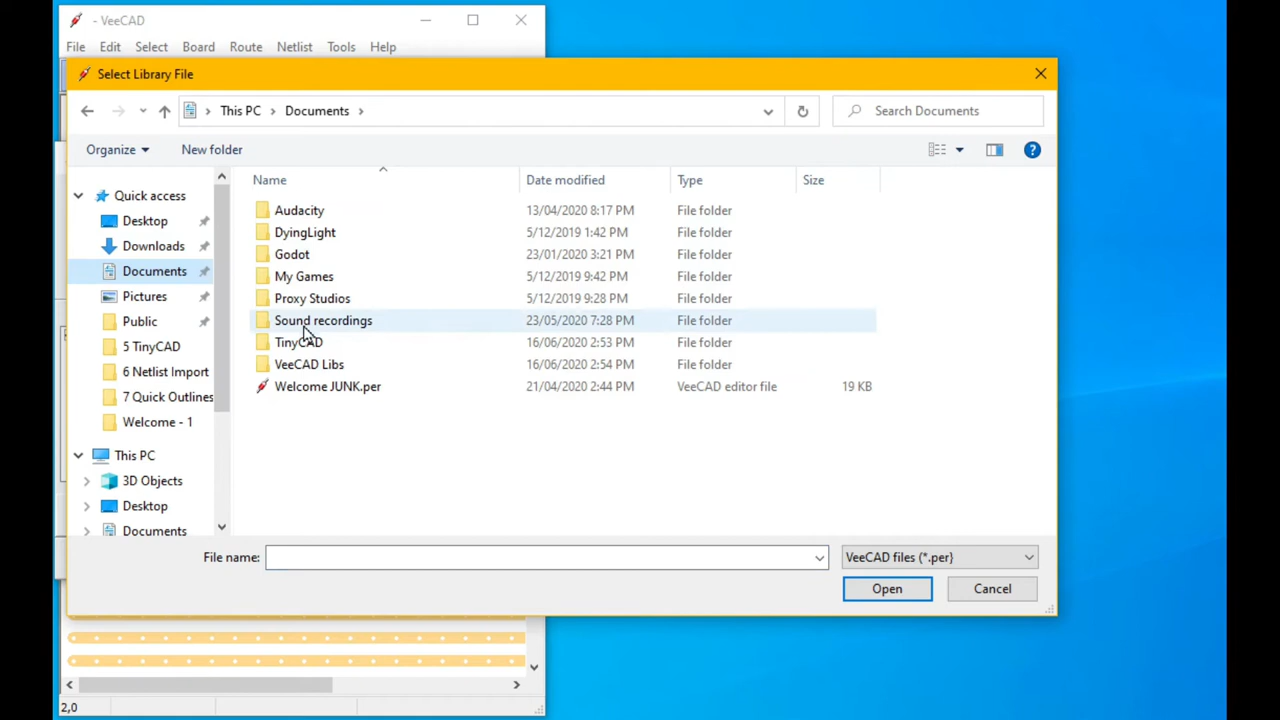 - VeeCAD
File Edit Select Board Route Netlist Tools Help
Select Library File
This PC > Documents > Search Documents
Organize New folder
Name Date modified Type Size
Quick access
Desktop
Downloads
Documents
Pictures
Public
5 TinyCAD
6 Netlist Import
7 Quick Outlines
Welcome - 1
This PC
3D Objects
Desktop
Documents
Audacity 13/04/2020 8:17 PM File folder
DyingLight 5/12/2019 1:42 PM File folder
Godot 23/01/2020 3:21 PM File folder
My Games 5/12/2019 9:42 PM File folder
Proxy Studios 5/12/2019 9:28 PM File folder
Sound recordings 23/05/2020 7:28 PM File folder
TinyCAD 16/06/2020 2:53 PM File folder
VeeCAD Libs 16/06/2020 2:54 PM File folder
Welcome JUNK.per 21/04/2020 2:44 PM VeeCAD editor file 19 KB
File name: VeeCAD files (*.per}
Open Cancel
2,0